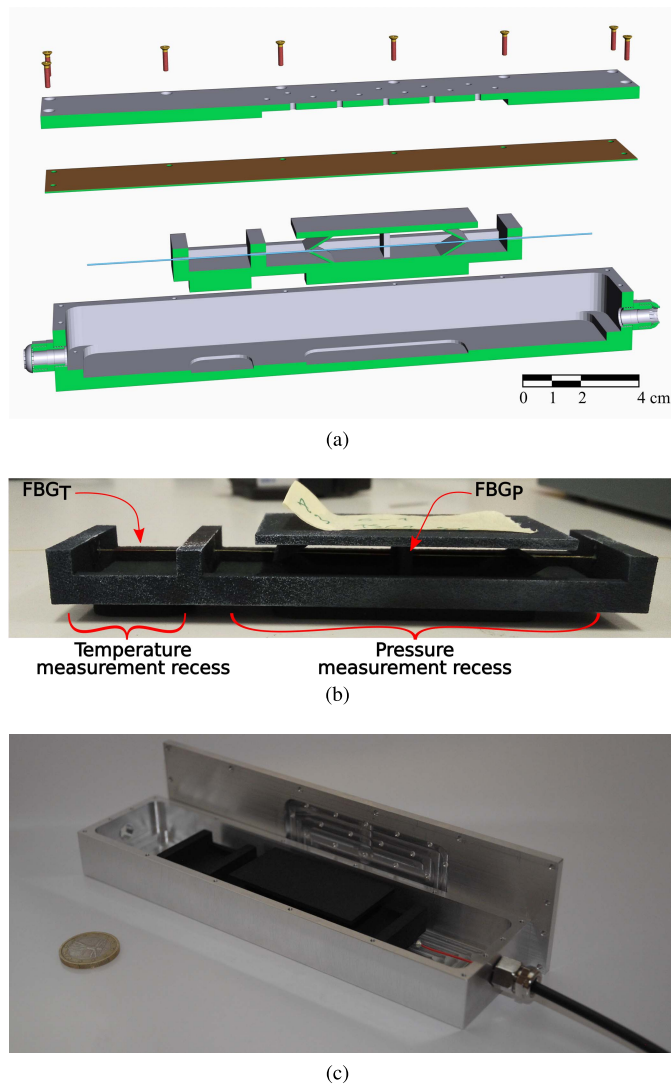 0 1 2 4 cm
(a)
FBGT
FBGP
Temperature
measurement recess
Pressure
measurement recess
(b)
(c)